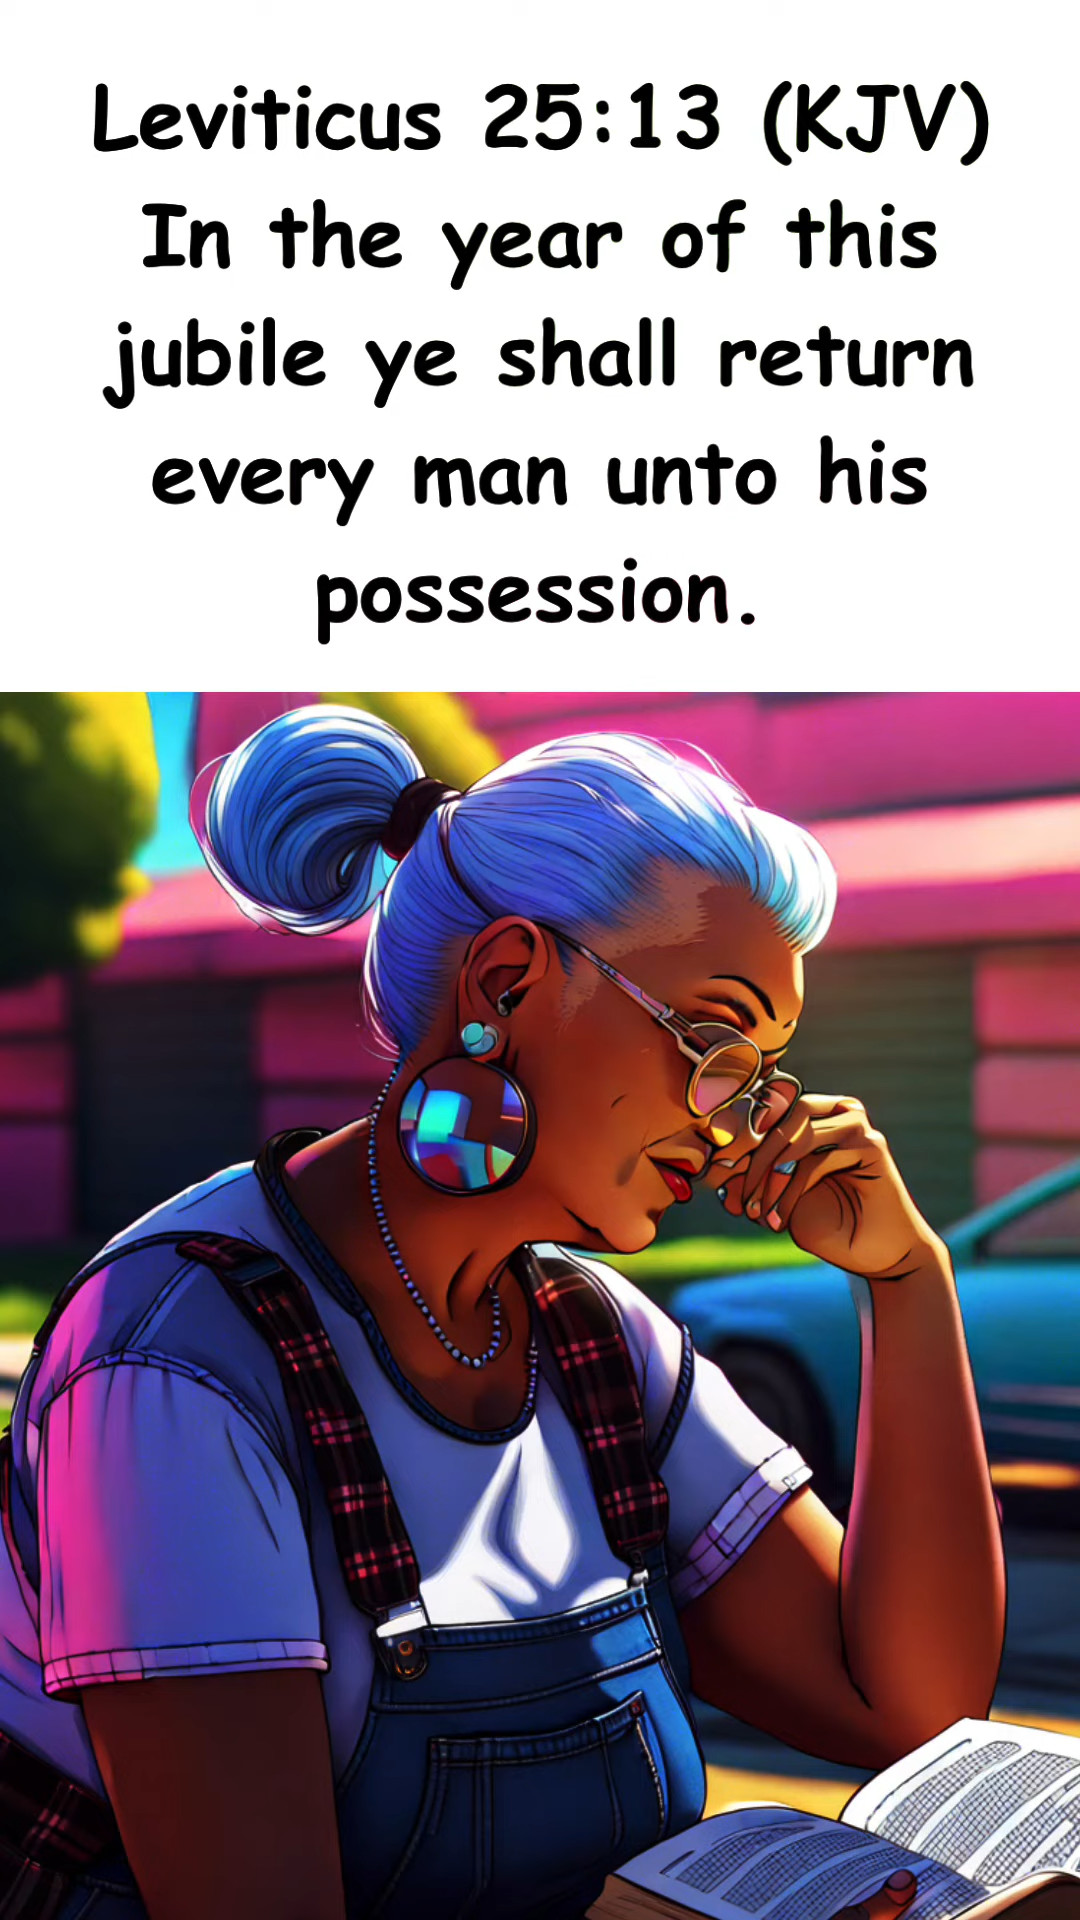 Leviticus 25:13 (KJV)
In the year of this
jubile ye shall return
every man unto his
possession.